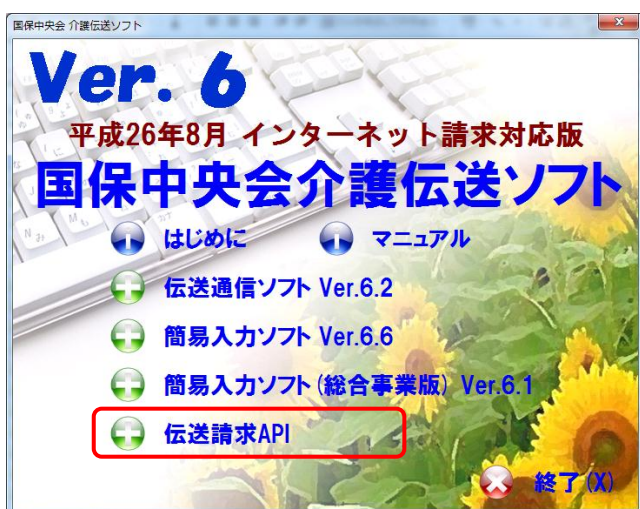 国保中央会 介護伝送ソフト
Ver. 6
平成26年8月 インターネット請求対応版
国保中央会介護伝送ソフト
はじめに マニュアル
伝送通信ソフト Ver.6.2
簡易入力ソフト Ver.6.6
簡易入力ソフト(総合事業版) Ver.6.1
伝送請求API
終了(X)